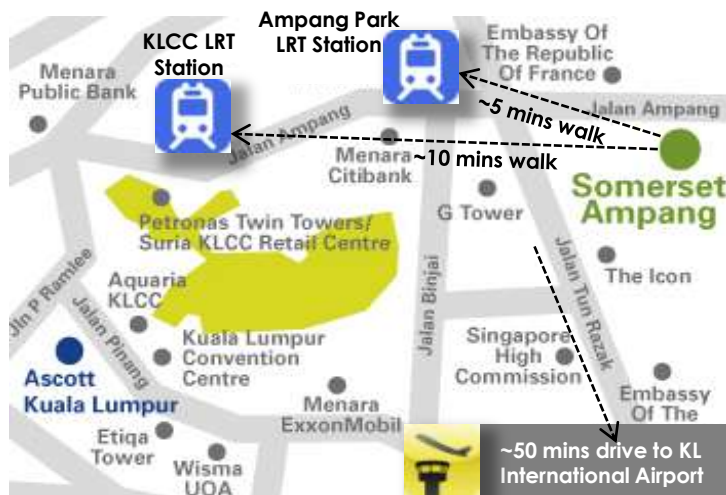 Ampang Park
LRT Station
KLCC LRT
Station
Embassy Of
The Republic
Of France
Menara
Public Bank
Jalan Ampang
~5 mins walk
Jalan Ampang
~10 mins walk
Menara
Citibank
Somerset
Ampang
G Tower
Petronas Twin Towers/
Suria KLCC Retail Centre
Jln P Ramlee
Aquaria
KLCC
Jalan Binjai
Jalan Tun Razak
The Icon
Jalan Pinang
Kuala Lumpur
Convention
Centre
Singapore
High
Commission
Ascott
Kuala Lumpur
Menara
ExxonMobil
Embassy
Of The
Etiqa
Tower
Wisma
UOA
~50 mins drive to KL
International Airport